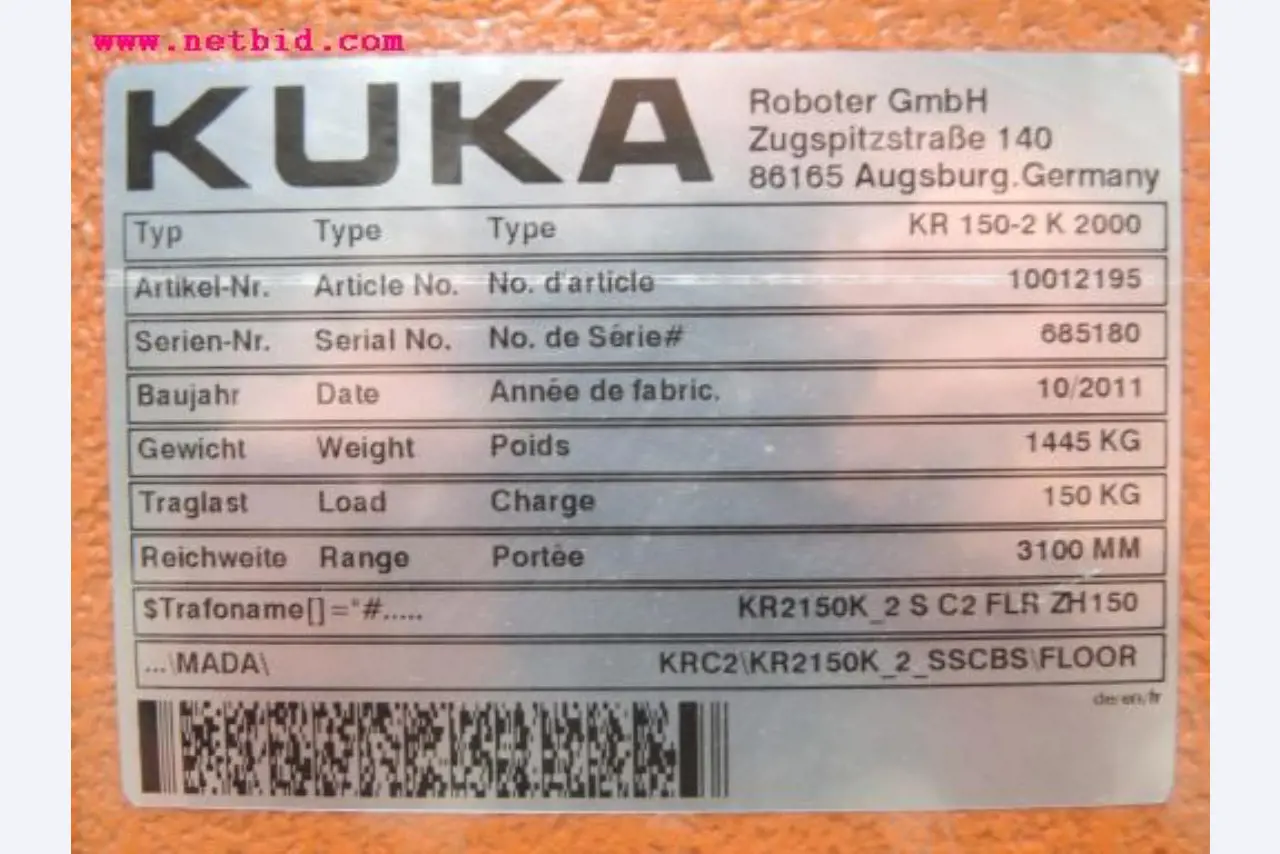 www.netbid.com
KUKA
Roboter GmbH
Zugspitzstraße 140
86165 Augsburg.Germany
Typ Type Type KR 150-2 K 2000
Artikel-Nr. Article No. No. d'article 10012195
Serien-Nr. Serial No. No. de Série# 685180
Baujahr Date Année de fabric. 10/2011
Gewicht Weight Poids 1445 KG
Traglast Load Charge 150 KG
Reichweite Range Portée 3100 MM
$Trafoname[]="#..... KR2150K_2 S C2 FLR ZH150
...\MADA\ KRC2\KR2150K_2_SSCBS\FLOOR
de/en/fr